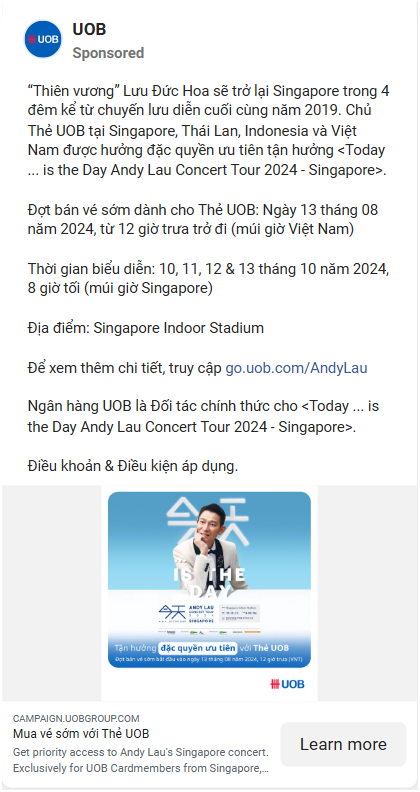 UOB
UOB
Sponsored
“Thiên vương” Lưu Đức Hoa sẽ trở lại Singapore trong 4
đêm kể từ chuyến lưu diễn cuối cùng năm 2019. Chủ
Thẻ UOB tại Singapore, Thái Lan, Indonesia và Việt
Nam được hưởng đặc quyền ưu tiên tận hưởng <Today
... is the Day Andy Lau Concert Tour 2024 - Singapore>.
Đợt bán vé sớm dành cho Thẻ UOB: Ngày 13 tháng 08
năm 2024, từ 12 giờ trưa trở đi (múi giờ Việt Nam)
Thời gian biểu diễn: 10, 11, 12 & 13 tháng 10 năm 2024,
8 giờ tối (múi giờ Singapore)
Địa điểm: Singapore Indoor Stadium
Để xem thêm chi tiết, truy cập go.uob.com/AndyLau
Ngân hàng UOB là Đối tác chính thức cho <Today ... is
the Day Andy Lau Concert Tour 2024 - Singapore>.
Điều khoản & Điều kiện áp dụng.
今天
IS THE
DAY
今天
ANDY LAU
CONCERT TOUR
2024
SINGAPORE
Tận hưởng đặc quyền ưu tiên với Thẻ UOB
Đợt bán vé sớm bắt đầu vào ngày 13 tháng 08 năm 2024, 12 giờ trưa (VNT)
UOB
CAMPAIGN.UOBGROUP.COM
Mua vé sớm với Thẻ UOB
Get priority access to Andy Lau's Singapore concert.
Exclusively for UOB Cardmembers from Singapore,...
Learn more